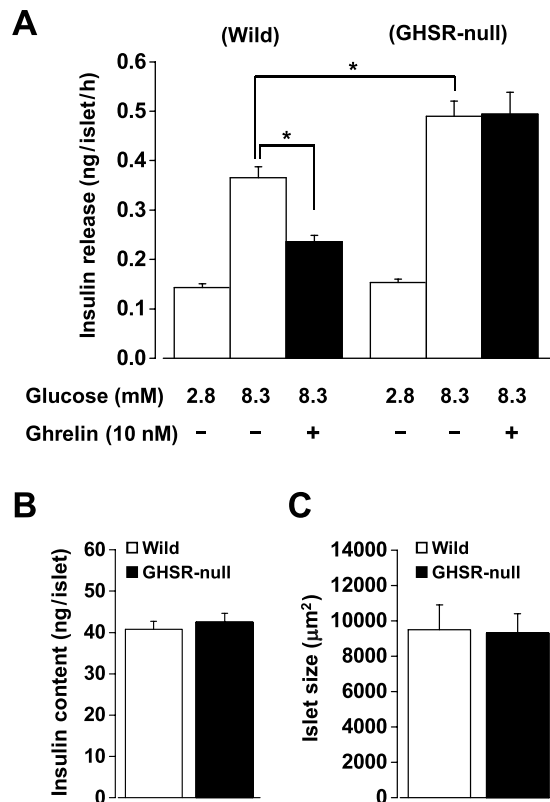 A
(Wild) (GHSR-null)
Insulin release (ng/islet/h)
0.6
0.5
0.4
0.3
0.2
0.1
0.0
*
*
Glucose (mM) 2.8 8.3 8.3 2.8 8.3 8.3
Ghrelin (10 nM) − − + − − +
B
Insulin content (ng/islet)
60
50
40
30
20
10
0
Wild
GHSR-null
C
Islet size (μm²)
14000
12000
10000
8000
6000
4000
2000
0
Wild
GHSR-null